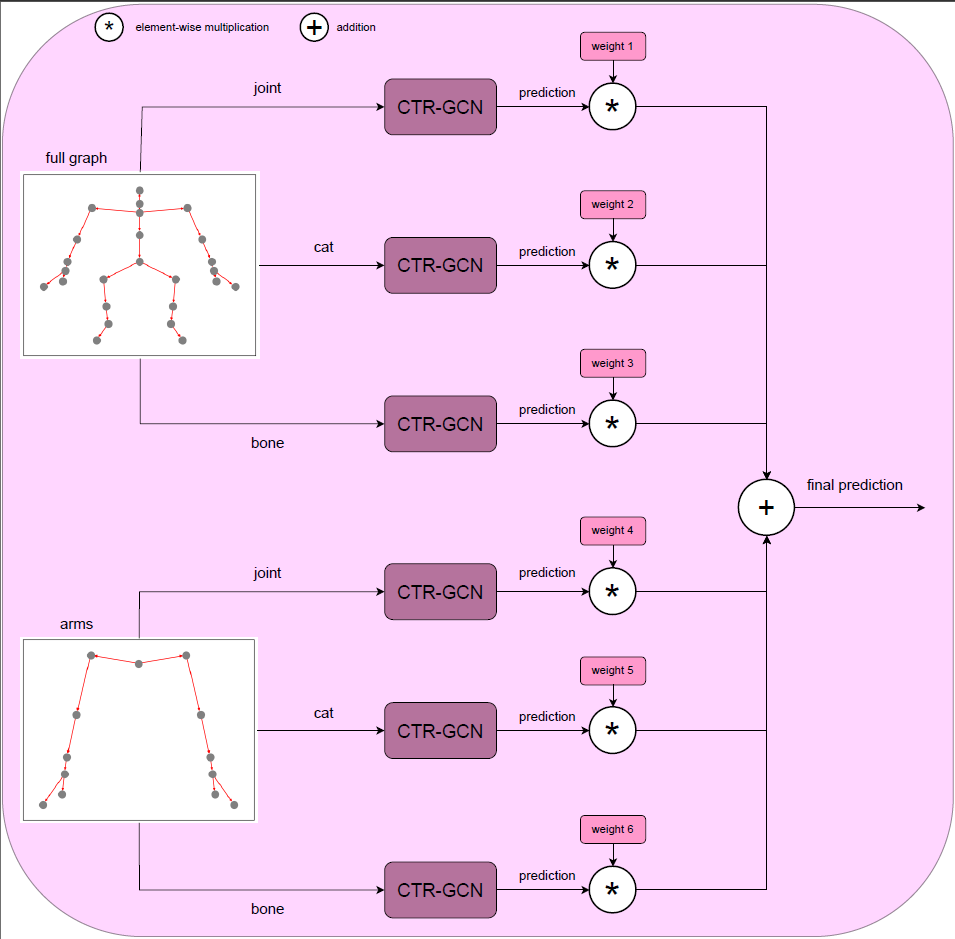 *
element-wise multiplication
+
addition
weight 1
joint
CTR-GCN
prediction
*
full graph
weight 2
cat
CTR-GCN
prediction
*
weight 3
bone
CTR-GCN
prediction
*
+
final prediction
weight 4
joint
CTR-GCN
prediction
*
arms
weight 5
cat
CTR-GCN
prediction
*
weight 6
bone
CTR-GCN
prediction
*